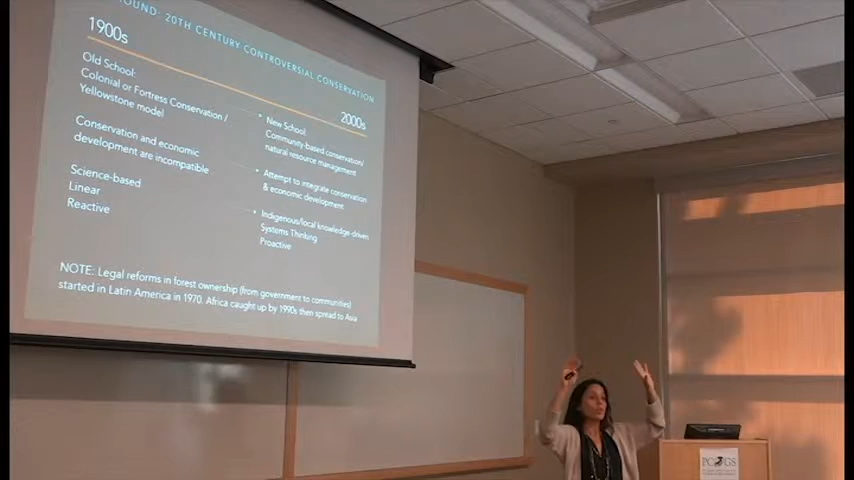 OUND- 20TH CENTURY CONTROVERSIAL CONSERVATION
1900s
Old School:
Colonial or Fortress Conservation /
Yellowstone model
Conservation and economic
development are incompatible
Science-based
Linear
Reactive
2000s
• New School:
Community-based conservation/
natural resource management
• Attempt to integrate conservation
& economic development
• Indigenous/local knowledge-driven
Systems Thinking
Proactive
NOTE: Legal reforms in forest ownership (from government to communities)
started in Latin America in 1970. Africa caught up by 1990s then spread to Asia
PC GS